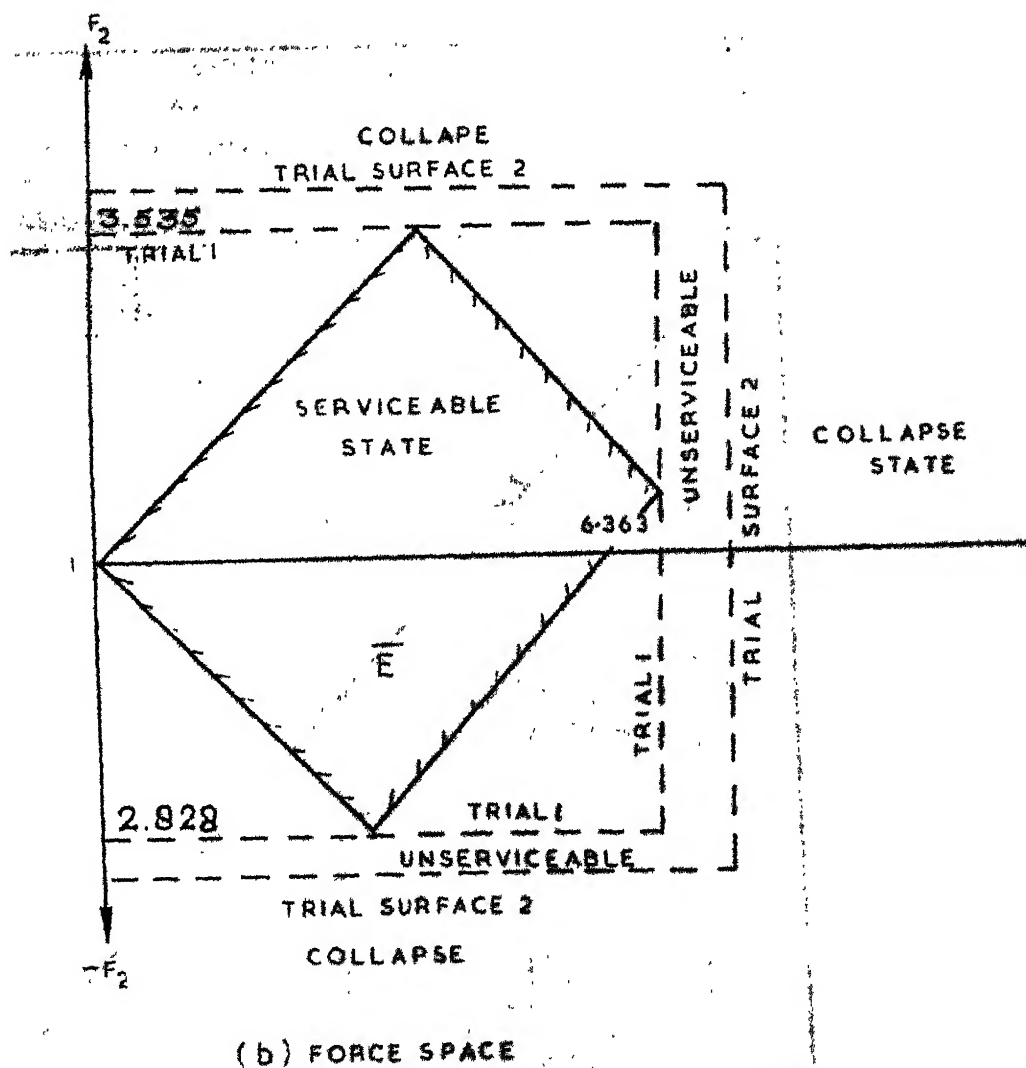 F₂
COLLAPE
TRIAL SURFACE 2
3.535
TRIAL 1
UNSERVICEABLE
SERVICEABLE
STATE
TRIAL SURFACE 2
COLLAPSE
STATE
6.363
1
E
TRIAL 1
2.828
TRIAL 1
UNSERVICEABLE
TRIAL SURFACE 2
COLLAPSE
-F₂
(b) FORCE SPACE